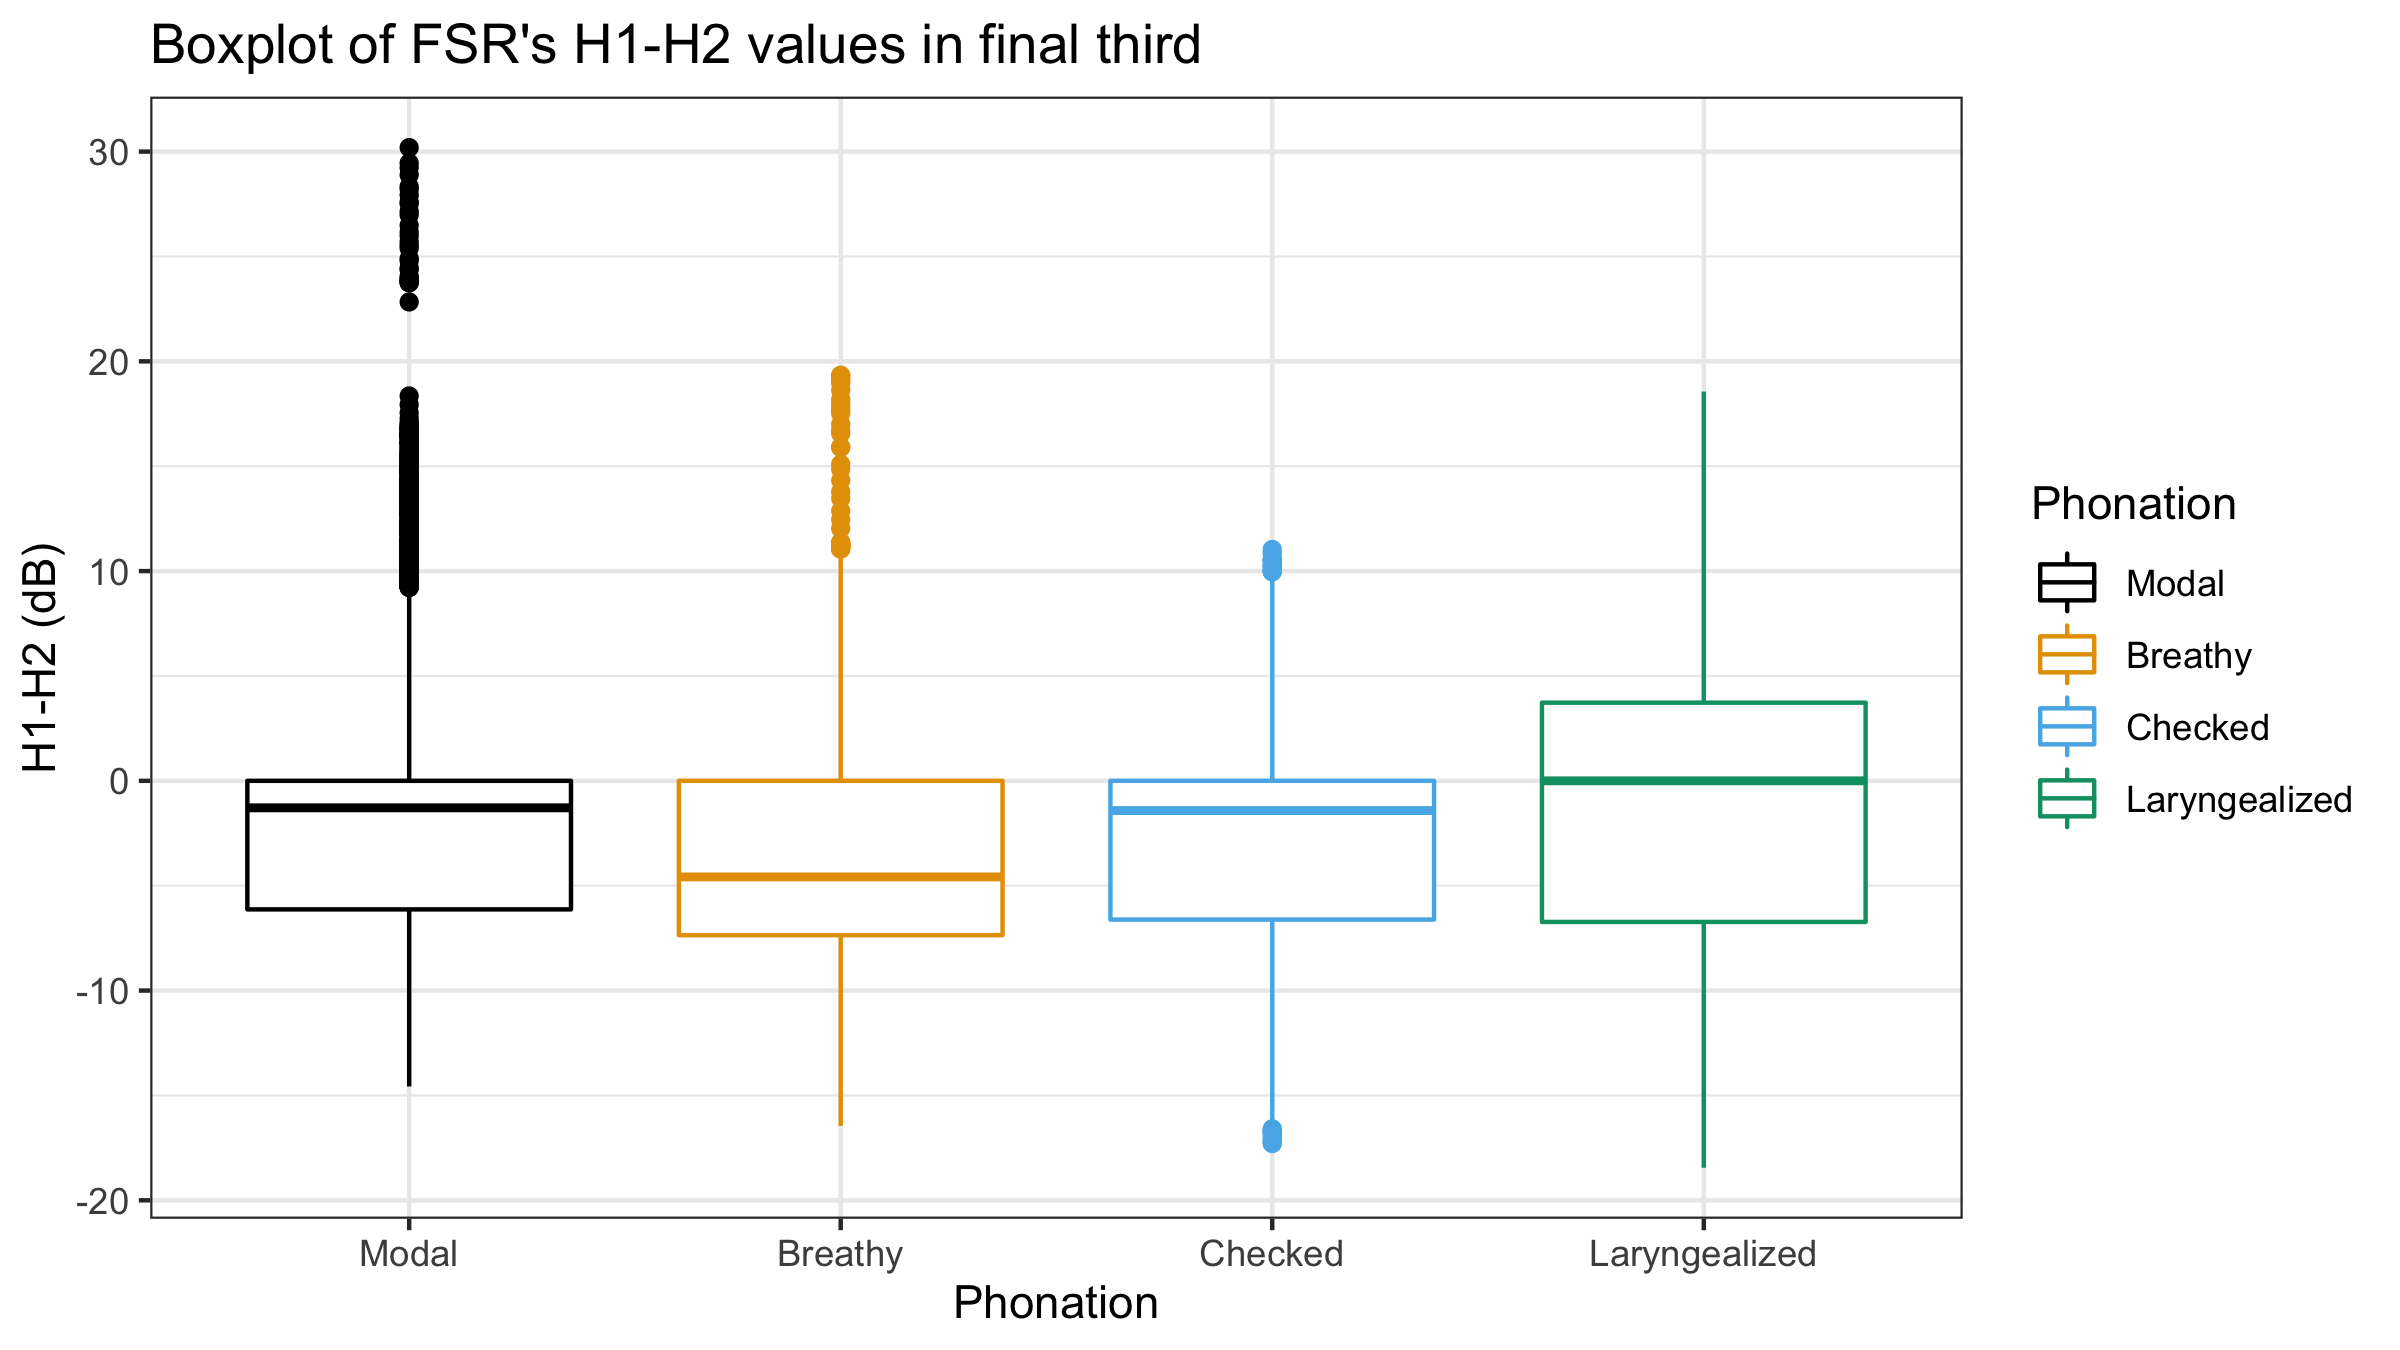 Boxplot of FSR's H1-H2 values in final third
30
20
10
0
-10
-20
H1-H2 (dB)
Modal
Breathy
Checked
Laryngealized
Phonation
Phonation
Modal
Breathy
Checked
Laryngealized